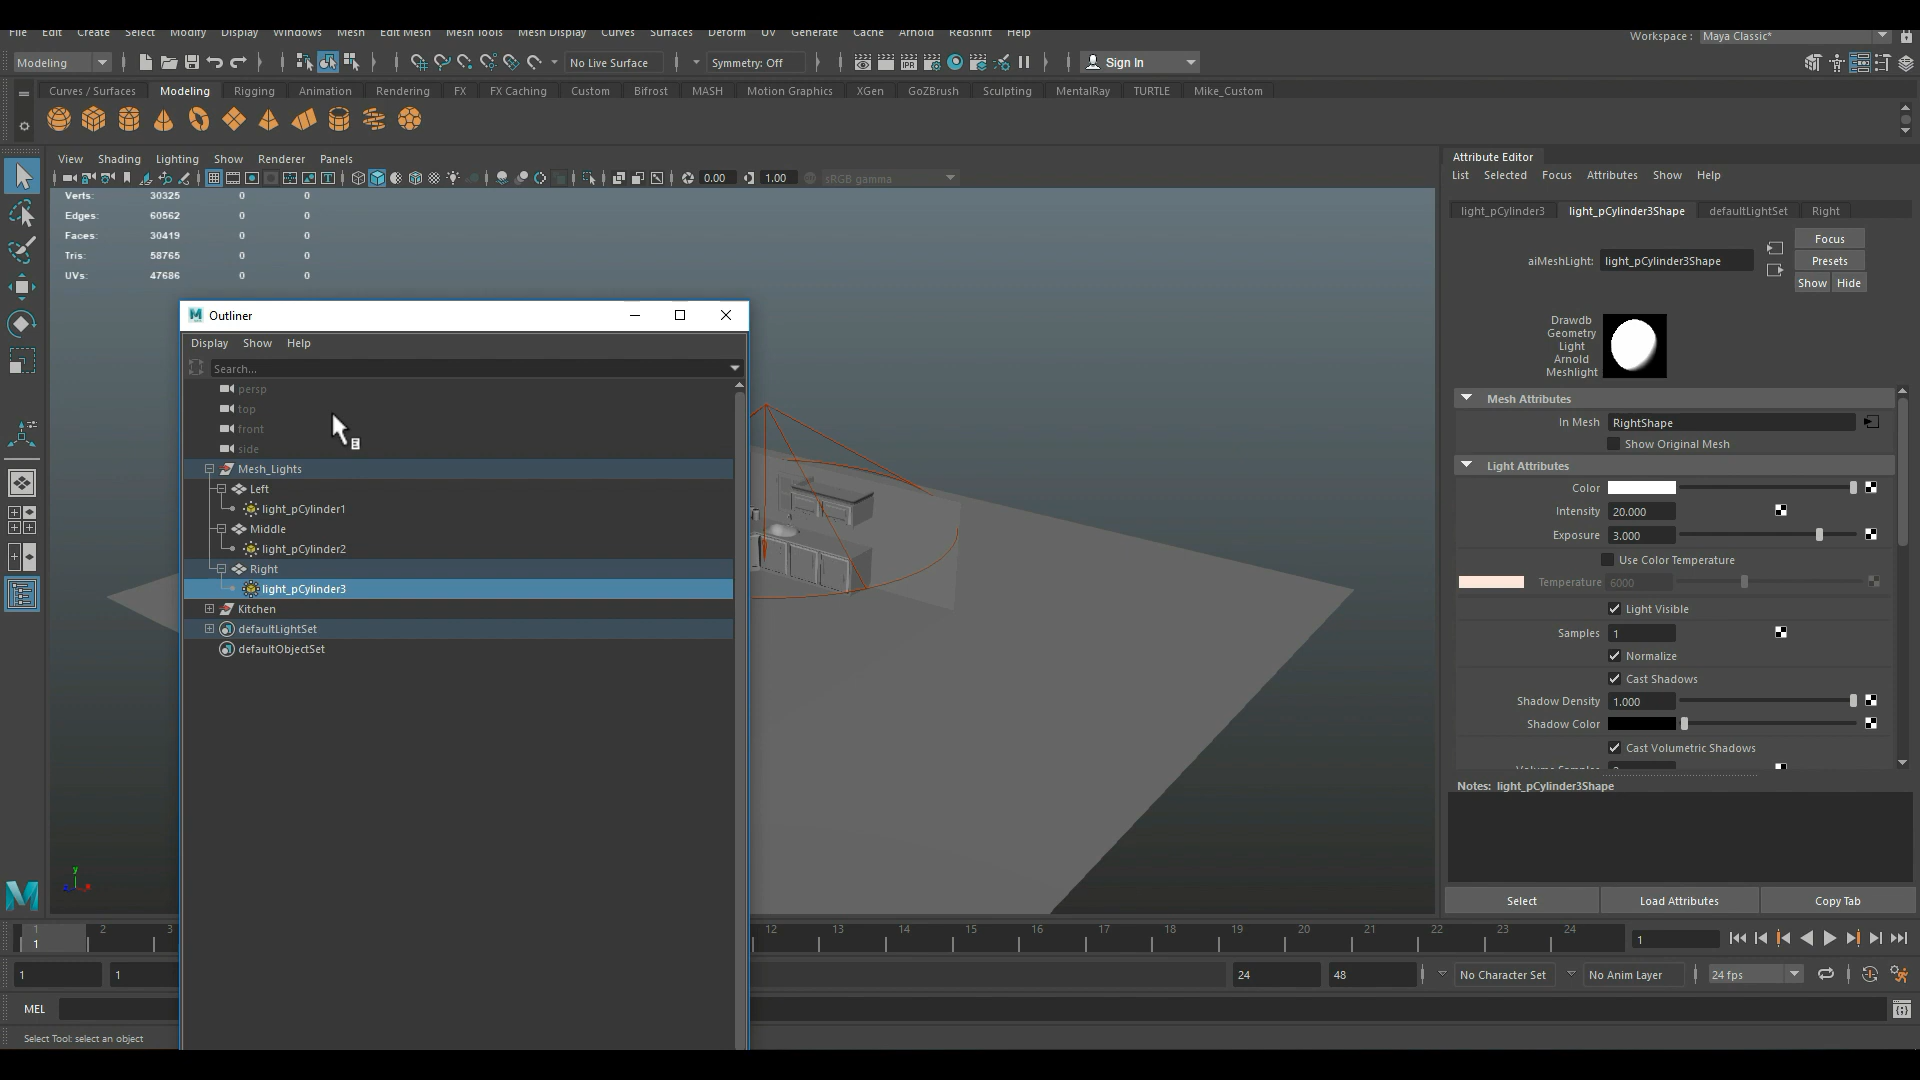 File Edit Create Select Modify Display Windows Mesh Edit Mesh Mesh Tools Mesh Display Curves Surfaces Deform UV Generate Cache Arnold Redshift Help
Workspace : Maya Classic*
Modeling
No Live Surface
Symmetry: Off
IPR
Sign In
Curves / Surfaces Modeling Rigging Animation Rendering FX FX Caching Custom Bifrost MASH Motion Graphics XGen GoZBrush Sculpting MentalRay TURTLE Mike_Custom
View Shading Lighting Show Renderer Panels
0.00 1.00 sRGB gamma
Verts: 30325 0 0
Edges: 60562 0 0
Faces: 30419 0 0
Tris: 58765 0 0
UVs: 47686 0 0
Outliner
Display Show Help
Search...
persp
top
front
side
Mesh_Lights
Left
light_pCylinder1
Middle
light_pCylinder2
Right
light_pCylinder3
Kitchen
defaultLightSet
defaultObjectSet
y
z x
Attribute Editor
List Selected Focus Attributes Show Help
light_pCylinder3 light_pCylinder3Shape defaultLightSet Right
aiMeshLight: light_pCylinder3Shape
Focus
Presets
Show Hide
Drawdb
Geometry
Light
Arnold
Meshlight
Mesh Attributes
In Mesh RightShape
Show Original Mesh
Light Attributes
Color
Intensity 20.000
Exposure 3.000
Use Color Temperature
Temperature 6000
Light Visible
Samples 1
Normalize
Cast Shadows
Shadow Density 1.000
Shadow Color
Cast Volumetric Shadows
Volume Samples 2
Notes: light_pCylinder3Shape
Select Load Attributes Copy Tab
1 2 3 12 13 14 15 16 17 18 19 20 21 22 23 24
1
1
1 1 24 48 No Character Set No Anim Layer 24 fps
MEL
Select Tool: select an object